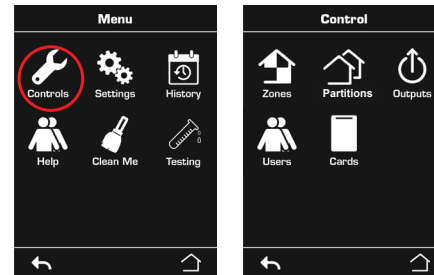 Menu
Controls Settings History
Help Clean Me Testing
Control
Zones Partitions Outputs
Users Cards